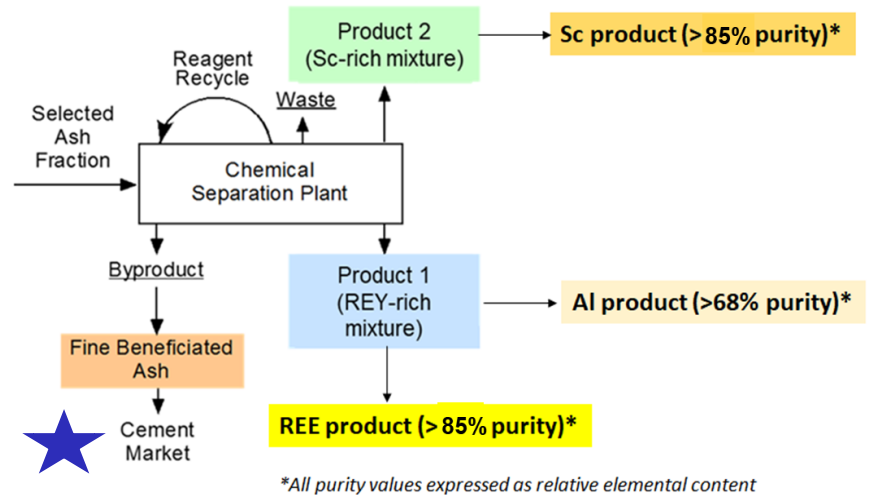 Product 2
(Sc-rich mixture)
Sc product (>85% purity)*
Reagent
Recycle
Waste
Selected
Ash
Fraction
Chemical
Separation Plant
Byproduct
Product 1
(REY-rich
mixture)
Al product (>68% purity)*
Fine Beneficiated
Ash
REE product (>85% purity)*
Cement
Market
*All purity values expressed as relative elemental content